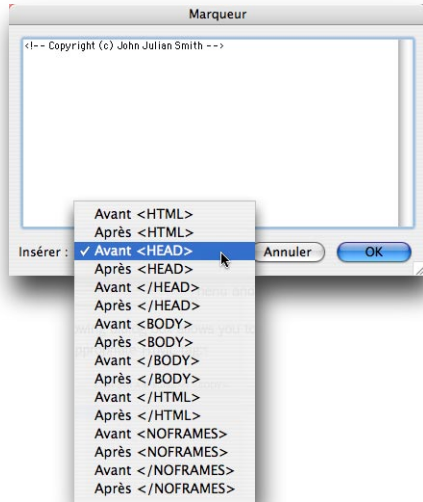 Marqueur
<!-- Copyright (c) John Julian Smith -->
Avant <HTML>
Après <HTML>
Insérer : ✓ Avant <HEAD> Annuler OK
Après <HEAD>
Avant </HEAD>
Après </HEAD>
Avant <BODY>
Après <BODY>
Avant </BODY>
Après </BODY>
Avant </HTML>
Après </HTML>
Avant <NOFRAMES>
Après <NOFRAMES>
Avant </NOFRAMES>
Après </NOFRAMES>